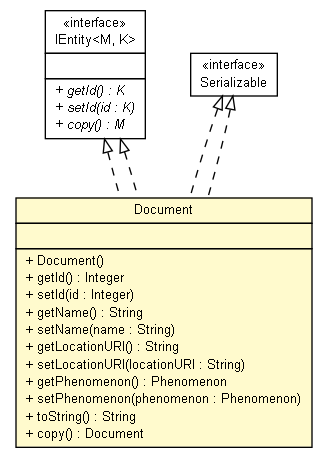 «interface»
IEntity<M, K>
+ getId() : K
+ setId(id : K)
+ copy() : M
«interface»
Serializable
Document
+ Document()
+ getId() : Integer
+ setId(id : Integer)
+ getName() : String
+ setName(name : String)
+ getLocationURI() : String
+ setLocationURI(locationURI : String)
+ getPhenomenon() : Phenomenon
+ setPhenomenon(phenomenon : Phenomenon)
+ toString() : String
+ copy() : Document